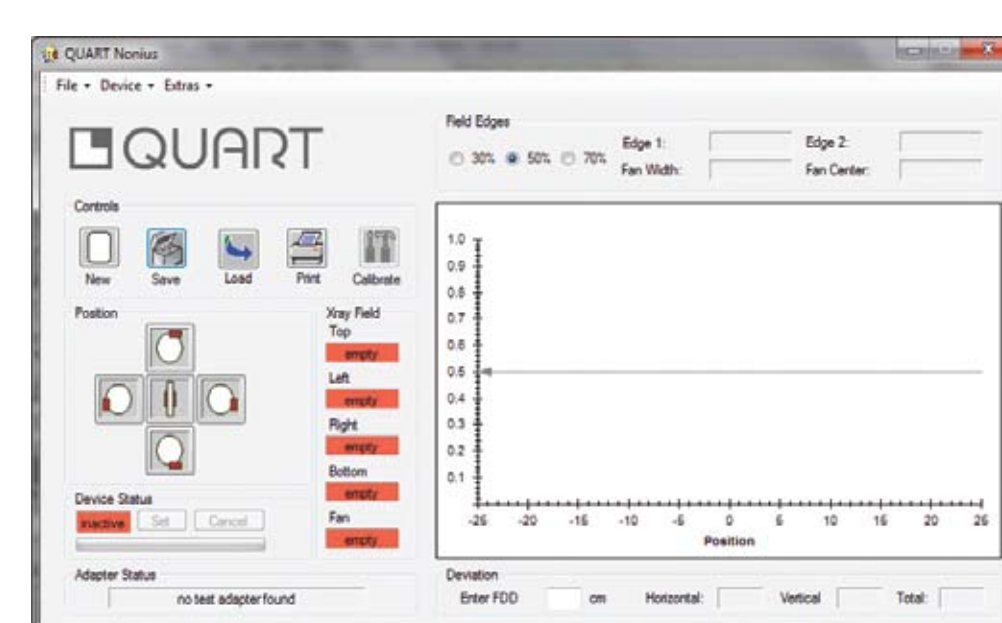 QUART Nonius
File Device Extras
QUART
Field Edges
30% 50% 70%
Edge 1:
Edge 2:
Fan Width:
Fan Center:
Controls
New Save Load Print Calibrate
Position
Xray Field
Top
empty
Left
empty
Right
empty
Bottom
empty
Fan
empty
Device Status
inactive Set Cancel
Adapter Status
no test adapter found
1.0
0.9
0.8
0.7
0.6
0.5
0.4
0.3
0.2
0.1
-25 -20 -15 -10 -5 0 5 10 15 20 25
Position
Deviation
Enter FDD cm Horizontal: Vertical Total: